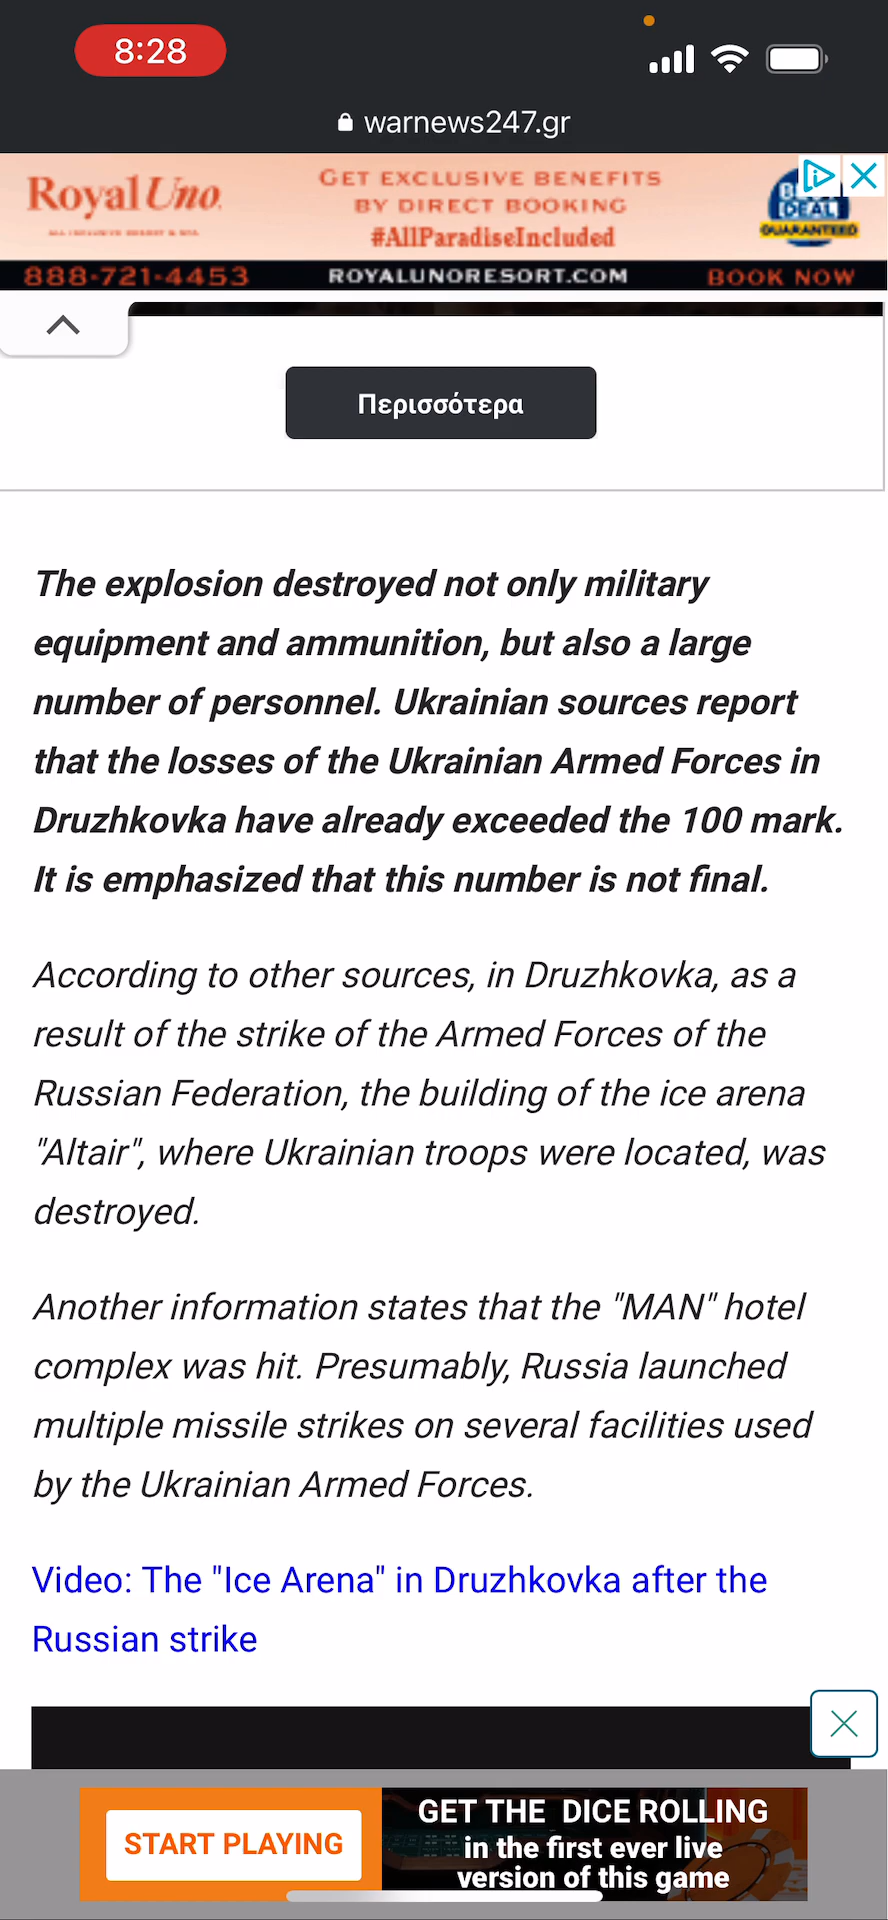 8:28
warnews247.gr
Royal Uno
GET EXCLUSIVE BENEFITS
BY DIRECT BOOKING
#AllParadiseIncluded
DEAL
GUARANTEED
888-721-4453
ROYALUNORESORT.COM
BOOK NOW
Περισσότερα
The explosion destroyed not only military
equipment and ammunition, but also a large
number of personnel. Ukrainian sources report
that the losses of the Ukrainian Armed Forces in
Druzhkovka have already exceeded the 100 mark.
It is emphasized that this number is not final.
According to other sources, in Druzhkovka, as a
result of the strike of the Armed Forces of the
Russian Federation, the building of the ice arena
"Altair", where Ukrainian troops were located, was
destroyed.
Another information states that the "MAN" hotel
complex was hit. Presumably, Russia launched
multiple missile strikes on several facilities used
by the Ukrainian Armed Forces.
Video: The "Ice Arena" in Druzhkovka after the
Russian strike
START PLAYING
GET THE DICE ROLLING
in the first ever live
version of this game